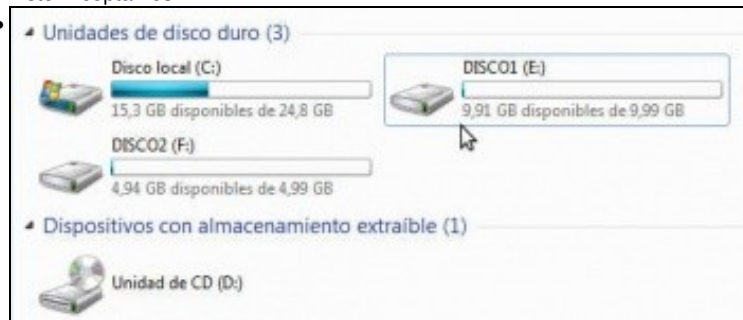 Unidades de disco duro (3)
Disco local (C:)
15,3 GB disponibles de 24,8 GB
DISCO1 (E:)
9,91 GB disponibles de 9,99 GB
DISCO2 (F:)
4,94 GB disponibles de 4,99 GB
Dispositivos con almacenamiento extraíble (1)
Unidad de CD (D:)